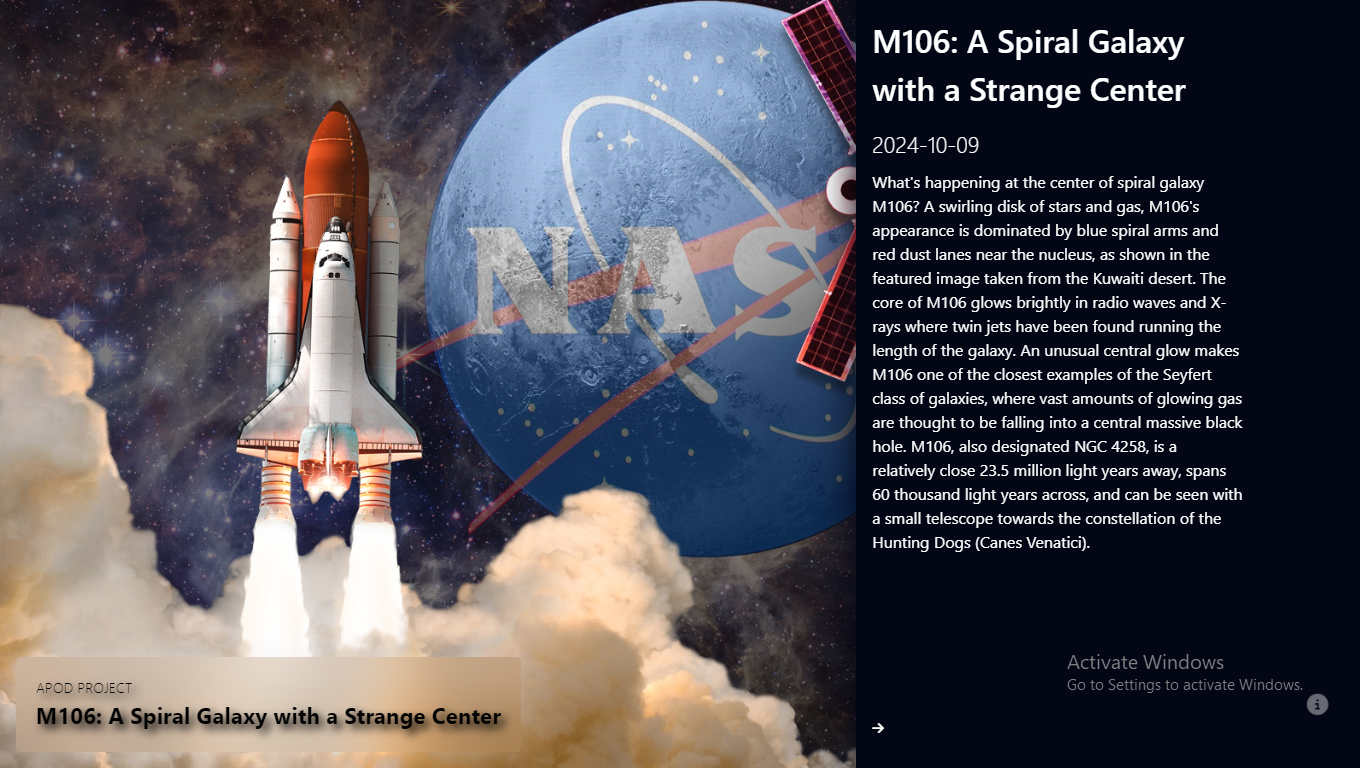 NAS
APOD PROJECT
M106: A Spiral Galaxy with a Strange Center
M106: A Spiral Galaxy
with a Strange Center
2024-10-09
What's happening at the center of spiral galaxy
M106? A swirling disk of stars and gas, M106's
appearance is dominated by blue spiral arms and
red dust lanes near the nucleus, as shown in the
featured image taken from the Kuwaiti desert. The
core of M106 glows brightly in radio waves and X-
rays where twin jets have been found running the
length of the galaxy. An unusual central glow makes
M106 one of the closest examples of the Seyfert
class of galaxies, where vast amounts of glowing gas
are thought to be falling into a central massive black
hole. M106, also designated NGC 4258, is a
relatively close 23.5 million light years away, spans
60 thousand light years across, and can be seen with
a small telescope towards the constellation of the
Hunting Dogs (Canes Venatici).
Activate Windows
Go to Settings to activate Windows.